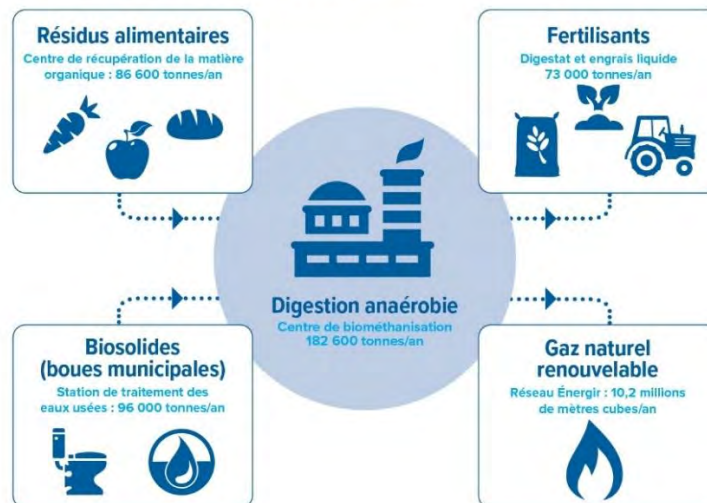 Résidus alimentaires
Centre de récupération de la matière
organique : 86 600 tonnes/an
Fertilisants
Digestat et engrais liquide
73 000 tonnes/an
Digestion anaérobie
Centre de biométhanisation
182 600 tonnes/an
Biosolides
(boues municipales)
Station de traitement des
eaux usées : 96 000 tonnes/an
Gaz naturel
renouvelable
Réseau Énergir : 10,2 millions
de mètres cubes/an